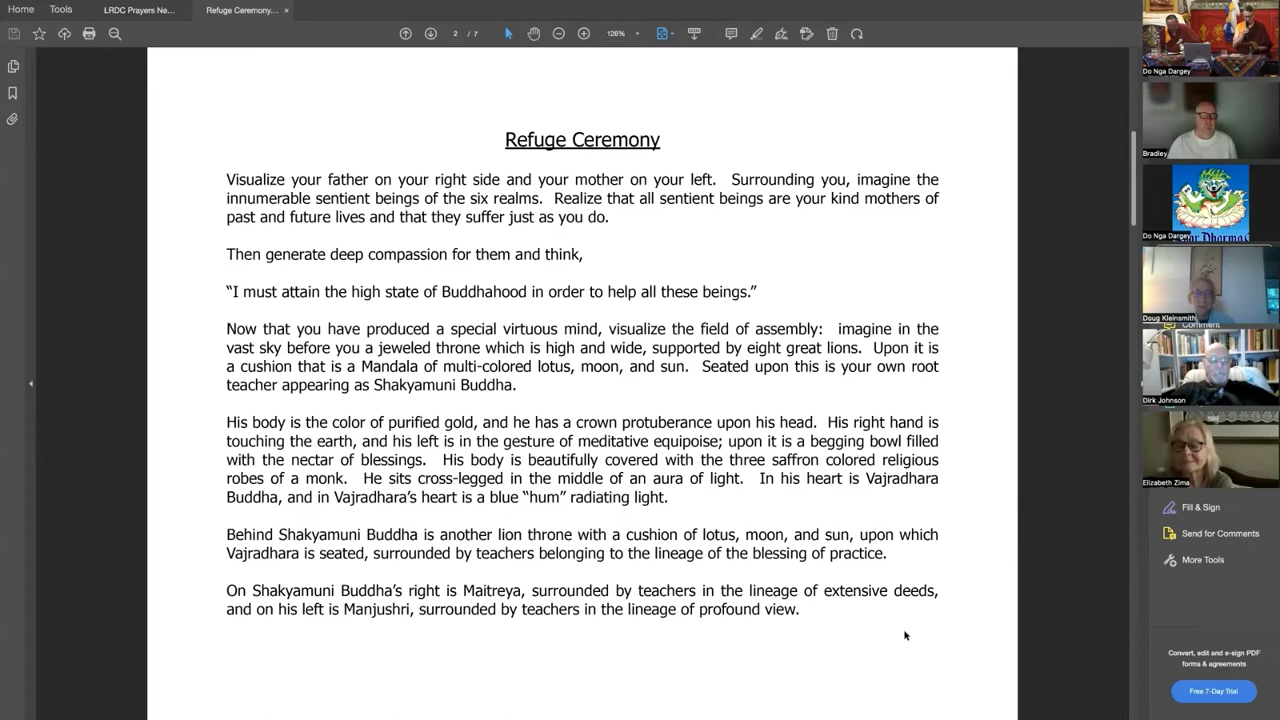 Home
Tools
LRDC Prayers Ne...
Refuge Ceremony...
×
2 / 7
126%
Refuge Ceremony
Visualize your father on your right side and your mother on your left. Surrounding you, imagine the
innumerable sentient beings of the six realms. Realize that all sentient beings are your kind mothers of
past and future lives and that they suffer just as you do.
Then generate deep compassion for them and think,
“I must attain the high state of Buddhahood in order to help all these beings.”
Now that you have produced a special virtuous mind, visualize the field of assembly: imagine in the
vast sky before you a jeweled throne which is high and wide, supported by eight great lions. Upon it is
a cushion that is a Mandala of multi-colored lotus, moon, and sun. Seated upon this is your own root
teacher appearing as Shakyamuni Buddha.
His body is the color of purified gold, and he has a crown protuberance upon his head. His right hand is
touching the earth, and his left is in the gesture of meditative equipoise; upon it is a begging bowl filled
with the nectar of blessings. His body is beautifully covered with the three saffron colored religious
robes of a monk. He sits cross-legged in the middle of an aura of light. In his heart is Vajradhara
Buddha, and in Vajradhara’s heart is a blue “hum” radiating light.
Behind Shakyamuni Buddha is another lion throne with a cushion of lotus, moon, and sun, upon which
Vajradhara is seated, surrounded by teachers belonging to the lineage of the blessing of practice.
On Shakyamuni Buddha’s right is Maitreya, surrounded by teachers in the lineage of extensive deeds,
and on his left is Manjushri, surrounded by teachers in the lineage of profound view.
Do Nga Dargey
Bradley
Do Nga Dargey
Doug Kleinsmith
Comment
Dirk Johnson
Elizabeth Zima
Fill & Sign
Send for Comments
More Tools
Convert, edit and e-sign PDF
forms & agreements
Free 7-Day Trial